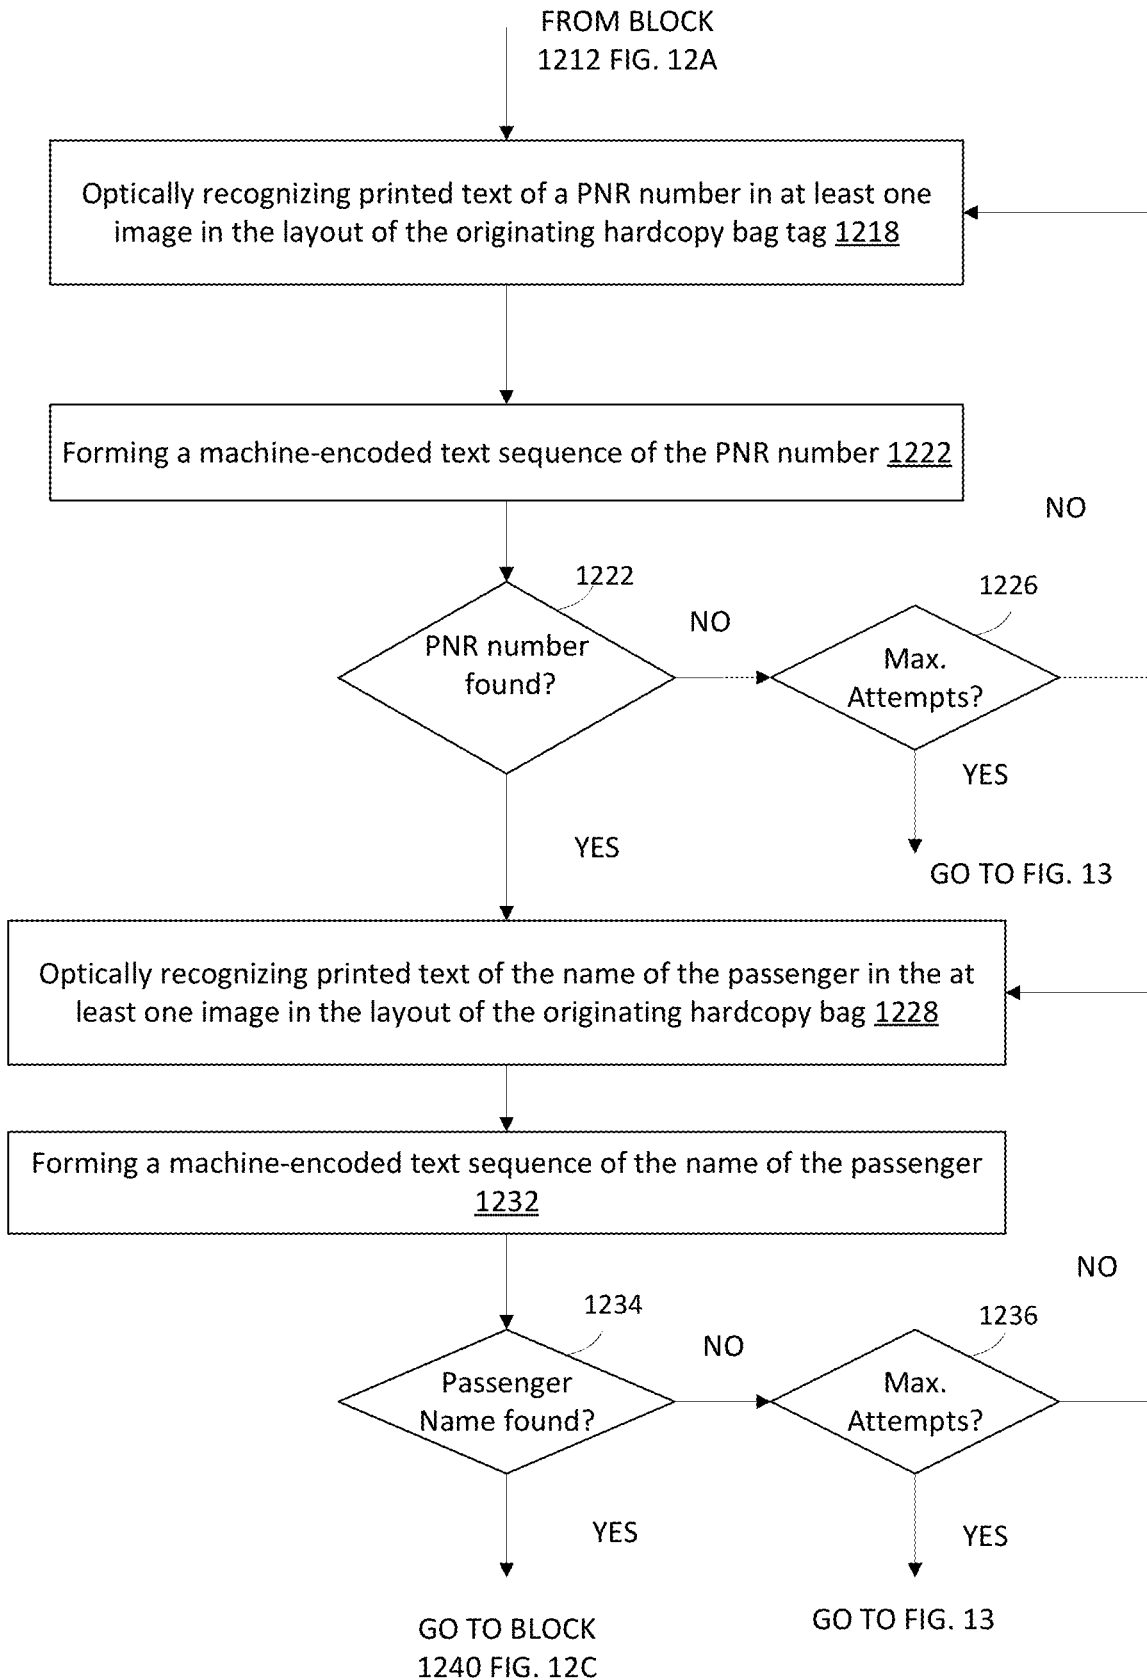 FROM BLOCK
1212 FIG. 12A
Optically recognizing printed text of a PNR number in at least one
image in the layout of the originating hardcopy bag tag 1218
Forming a machine-encoded text sequence of the PNR number 1222
NO
1222
1226
NO
PNR number
found?
Max.
Attempts?
YES
YES
GO TO FIG. 13
Optically recognizing printed text of the name of the passenger in the at
least one image in the layout of the originating hardcopy bag 1228
Forming a machine-encoded text sequence of the name of the passenger
1232
NO
1234
1236
NO
Passenger
Name found?
Max.
Attempts?
YES
YES
GO TO BLOCK
1240 FIG. 12C
GO TO FIG. 13